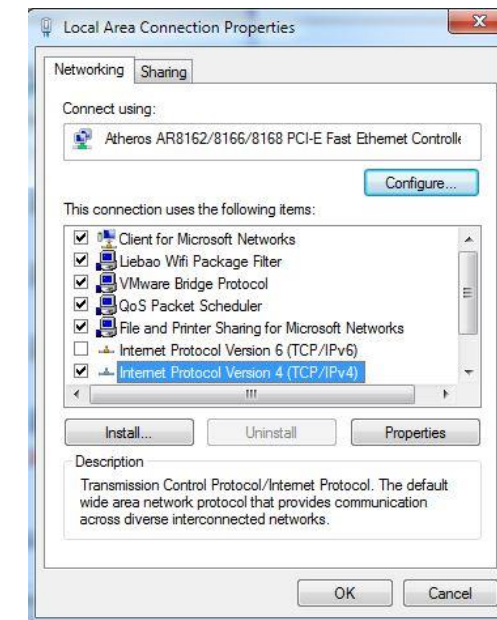 Local Area Connection Properties
Networking
Sharing
Connect using:
Atheros AR8162/8166/8168 PCI-E Fast Ethernet Controlle
Configure...
This connection uses the following items:
Client for Microsoft Networks
Liebao Wifi Package Filter
VMware Bridge Protocol
QoS Packet Scheduler
File and Printer Sharing for Microsoft Networks
Internet Protocol Version 6 (TCP/IPv6)
Internet Protocol Version 4 (TCP/IPv4)
Install...
Uninstall
Properties
Description
Transmission Control Protocol/Internet Protocol. The default
wide area network protocol that provides communication
across diverse interconnected networks.
OK
Cancel